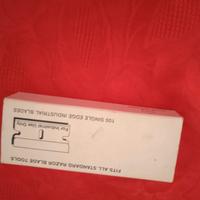 100 SINGLE EDGE INDUSTRIAL BLADES
For Industrial Use Only
FITS ALL STANDARD RAZOR BLADE TOOLS